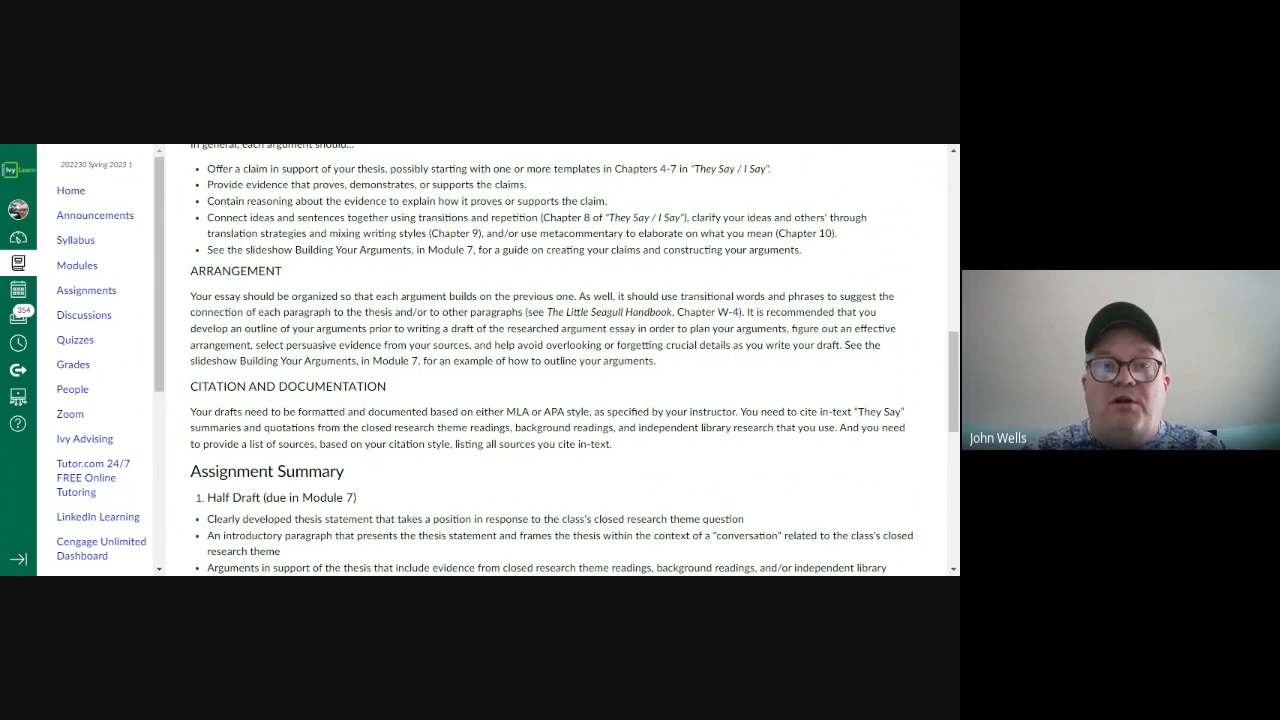 In general, each argument should...
202230 Spring 2023 1
Ivy Learn
354
Home
Announcements
Syllabus
Modules
Assignments
Discussions
Quizzes
Grades
People
Zoom
Ivy Advising
Tutor.com 24/7
FREE Online
Tutoring
LinkedIn Learning
Cengage Unlimited
Dashboard
• Offer a claim in support of your thesis, possibly starting with one or more templates in Chapters 4-7 in "They Say / I Say".
• Provide evidence that proves, demonstrates, or supports the claims.
• Contain reasoning about the evidence to explain how it proves or supports the claim.
• Connect ideas and sentences together using transitions and repetition (Chapter 8 of "They Say / I Say"), clarify your ideas and others' through
translation strategies and mixing writing styles (Chapter 9), and/or use metacommentary to elaborate on what you mean (Chapter 10).
• See the slideshow Building Your Arguments, in Module 7, for a guide on creating your claims and constructing your arguments.
ARRANGEMENT
Your essay should be organized so that each argument builds on the previous one. As well, it should use transitional words and phrases to suggest the
connection of each paragraph to the thesis and/or to other paragraphs (see The Little Seagull Handbook, Chapter W-4). It is recommended that you
develop an outline of your arguments prior to writing a draft of the researched argument essay in order to plan your arguments, figure out an effective
arrangement, select persuasive evidence from your sources, and help avoid overlooking or forgetting crucial details as you write your draft. See the
slideshow Building Your Arguments, in Module 7, for an example of how to outline your arguments.
CITATION AND DOCUMENTATION
Your drafts need to be formatted and documented based on either MLA or APA style, as specified by your instructor. You need to cite in-text “They Say”
summaries and quotations from the closed research theme readings, background readings, and independent library research that you use. And you need
to provide a list of sources, based on your citation style, listing all sources you cite in-text.
Assignment Summary
1. Half Draft (due in Module 7)
• Clearly developed thesis statement that takes a position in response to the class's closed research theme question
• An introductory paragraph that presents the thesis statement and frames the thesis within the context of a "conversation" related to the class's closed
research theme
• Arguments in support of the thesis that include evidence from closed research theme readings, background readings, and/or independent library
John Wells